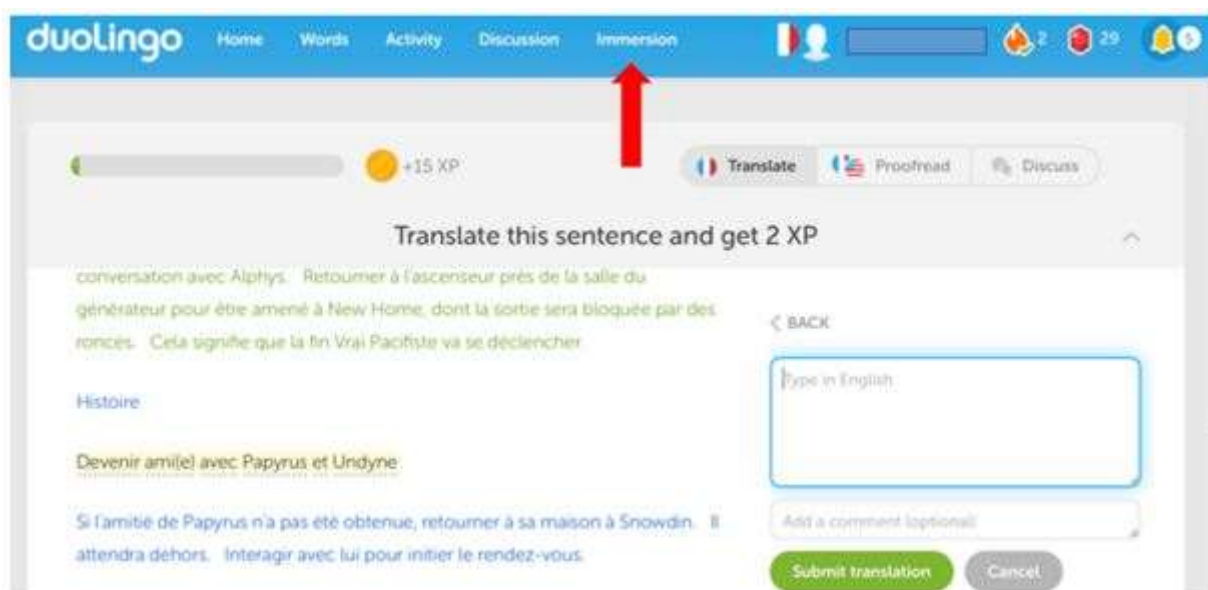 duolingo Home Words Activity Discussion Immersion 2 29 5
+15 XP Translate Proofread Discuss
Translate this sentence and get 2 XP
conversation avec Alphys. Retourner à l'ascenseur près de la salle du
générateur pour être amené à New Home, dont la sortie sera bloquée par des
ronces. Cela signifie que la fin Vrai Pacifiste va se déclencher
Histoire
Devenir ami(e) avec Papyrus et Undyne
Si l'amitié de Papyrus n'a pas été obtenue, retourner à sa maison à Snowdin. Il
attendra dehors. Interagir avec lui pour initier le rendez-vous.
< BACK
Type in English
Add a comment (optional)
Submit translation Cancel